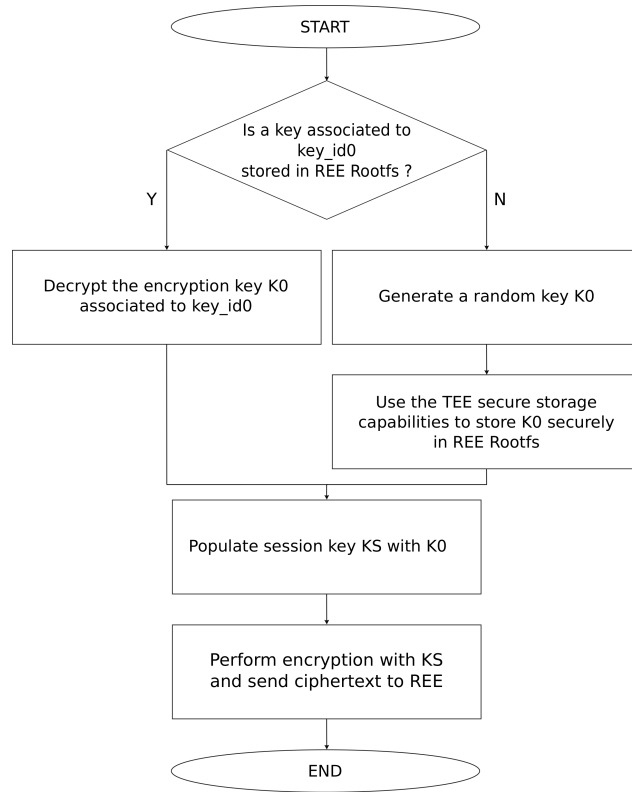 START
Is a key associated to
key_id0
stored in REE Rootfs ?
Y
N
Decrypt the encryption key K0
associated to key_id0
Generate a random key K0
Use the TEE secure storage
capabilities to store K0 securely
in REE Rootfs
Populate session key KS with K0
Perform encryption with KS
and send ciphertext to REE
END